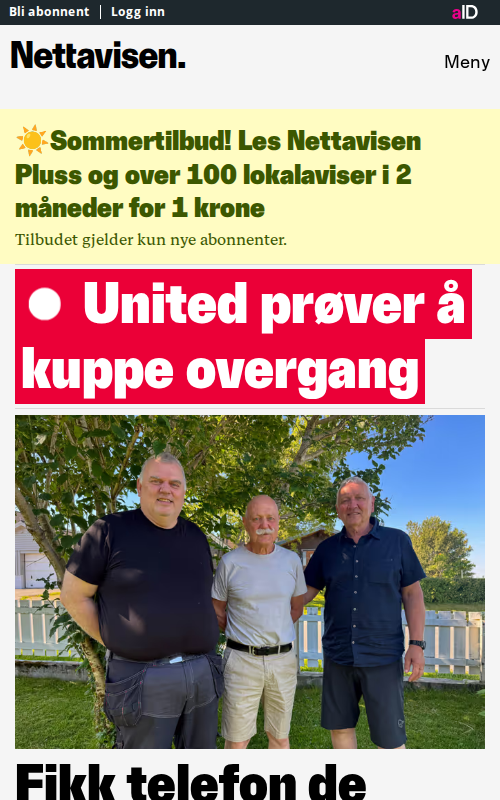 Bli abonnent | Logg inn
aID
Nettavisen.
Meny
☀️Sommertilbud! Les Nettavisen
Pluss og over 100 lokalaviser i 2
måneder for 1 krone
Tilbudet gjelder kun nye abonnenter.
United prøver å
kuppe overgang
Fikk telefon de